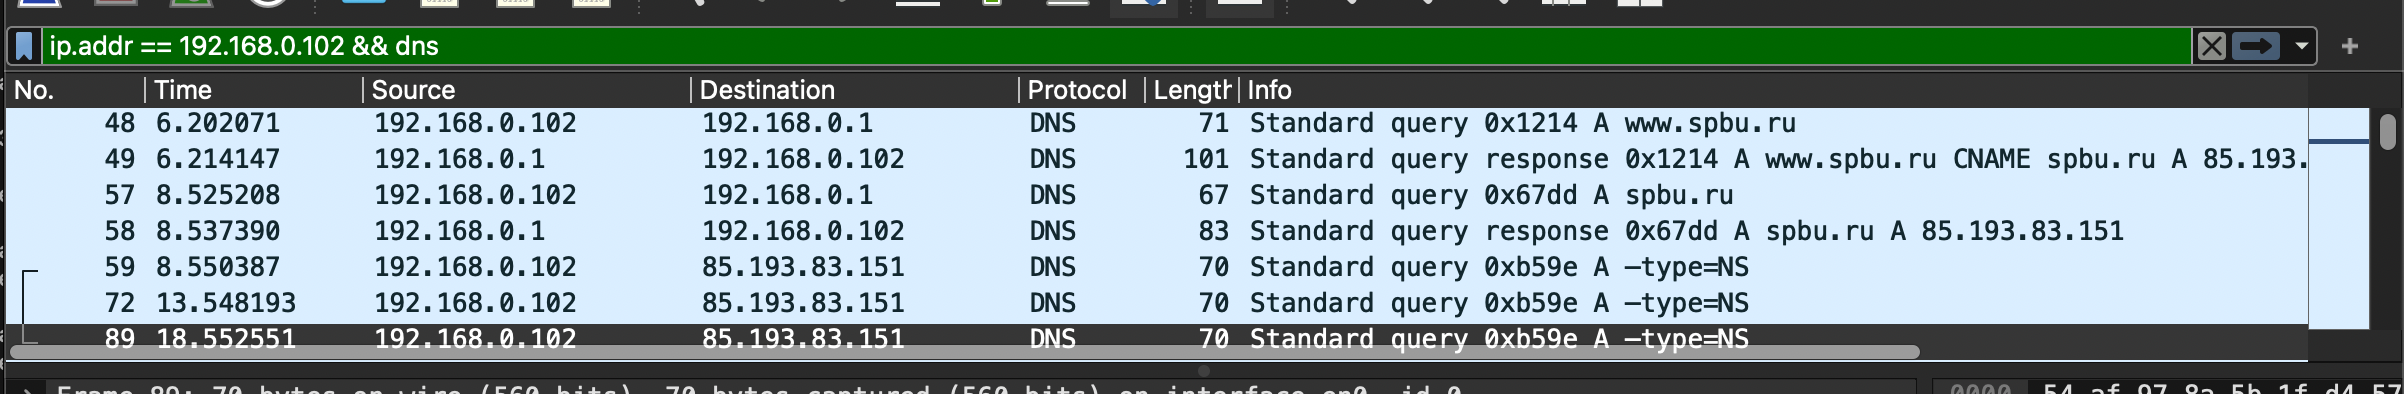 ip.addr == 192.168.0.102 && dns
No. Time Source Destination Protocol Length Info
48 6.202071 192.168.0.102 192.168.0.1 DNS 71 Standard query 0x1214 A www.spbu.ru
49 6.214147 192.168.0.1 192.168.0.102 DNS 101 Standard query response 0x1214 A www.spbu.ru CNAME spbu.ru A 85.193.
57 8.525208 192.168.0.102 192.168.0.1 DNS 67 Standard query 0x67dd A spbu.ru
58 8.537390 192.168.0.1 192.168.0.102 DNS 83 Standard query response 0x67dd A spbu.ru A 85.193.83.151
59 8.550387 192.168.0.102 85.193.83.151 DNS 70 Standard query 0xb59e A –type=NS
72 13.548193 192.168.0.102 85.193.83.151 DNS 70 Standard query 0xb59e A –type=NS
89 18.552551 192.168.0.102 85.193.83.151 DNS 70 Standard query 0xb59e A –type=NS
Frame 89: 70 bytes on wire (560 bits), 70 bytes captured (560 bits) on interface en0, id 0
0000 54 af 97 8a 5b 1f d4 57